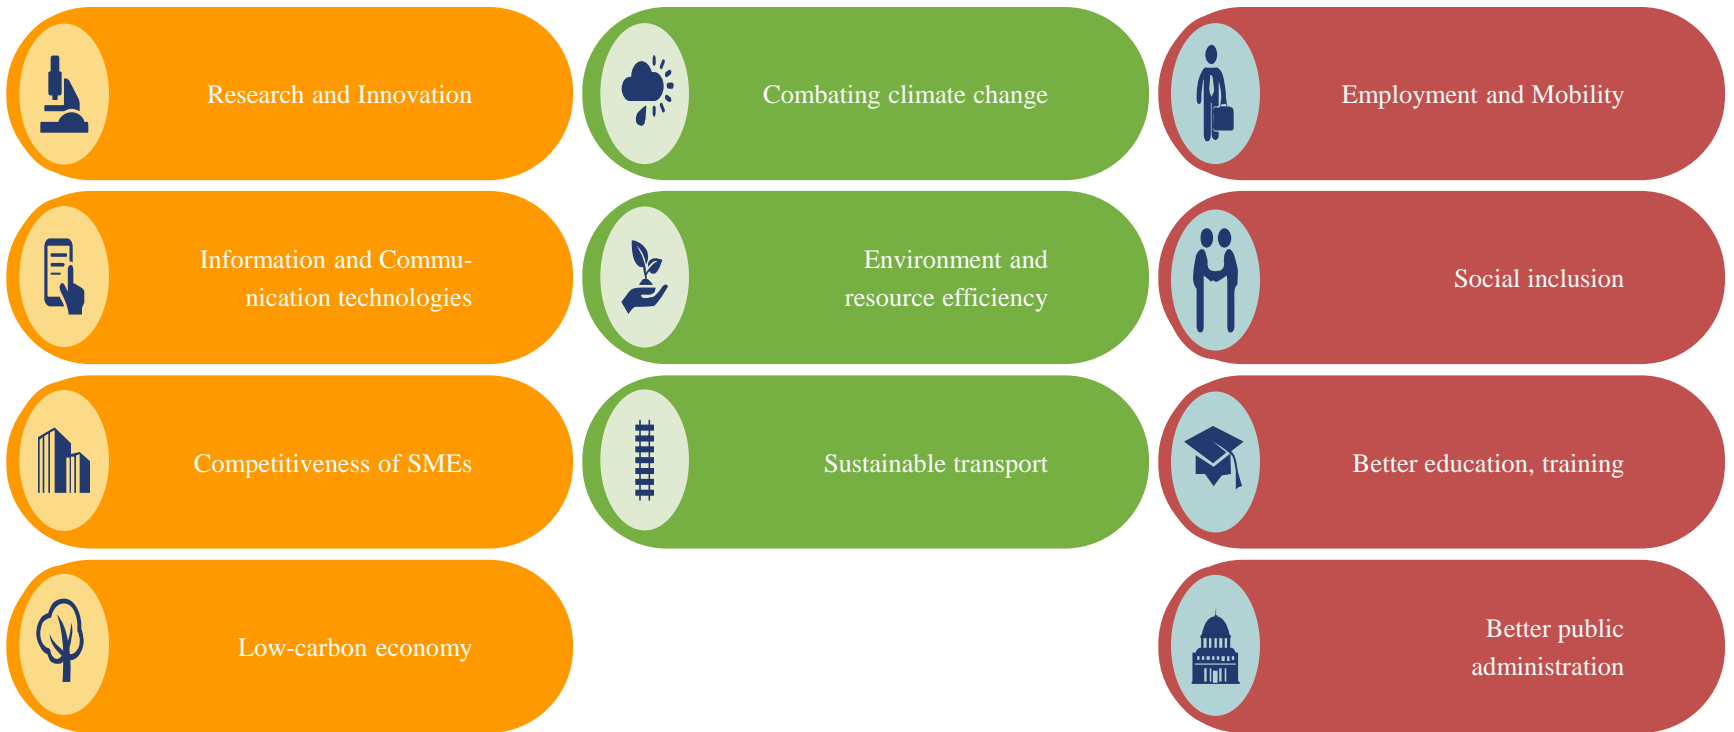 Research and Innovation
Information and Commu-
nication technologies
Competitiveness of SMEs
Low-carbon economy
Combating climate change
Environment and
resource efficiency
Sustainable transport
Employment and Mobility
Social inclusion
Better education, training
Better public
administration